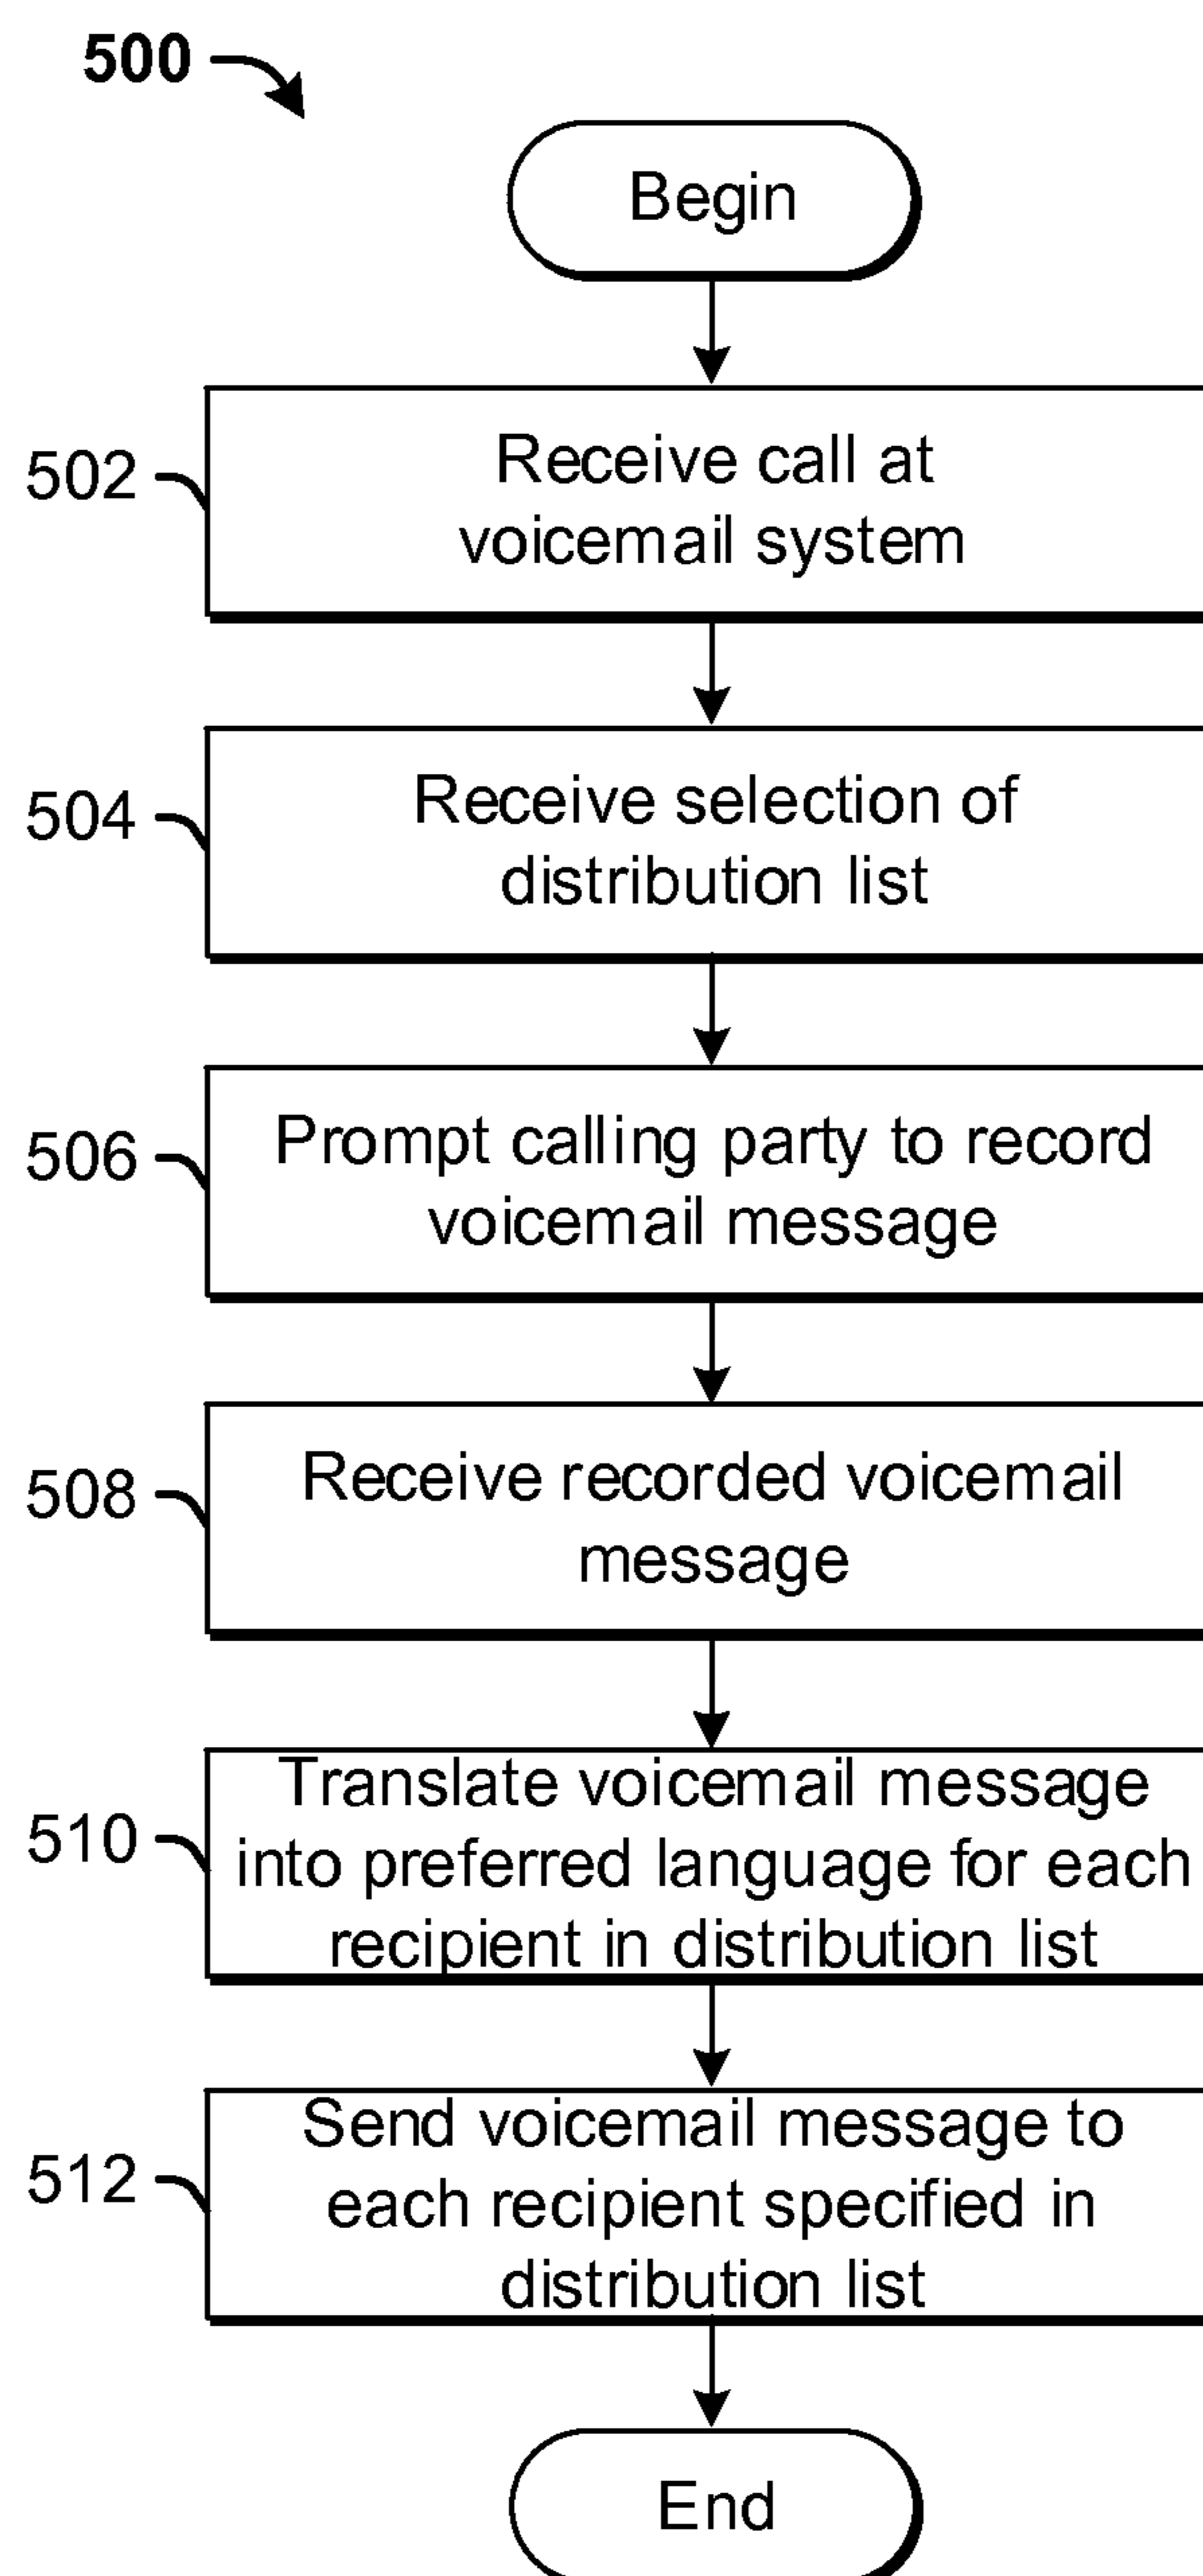 500
Begin
502
Receive call at
voicemail system
504
Receive selection of
distribution list
506
Prompt calling party to record
voicemail message
508
Receive recorded voicemail
message
510
Translate voicemail message
into preferred language for each
recipient in distribution list
512
Send voicemail message to
each recipient specified in
distribution list
End